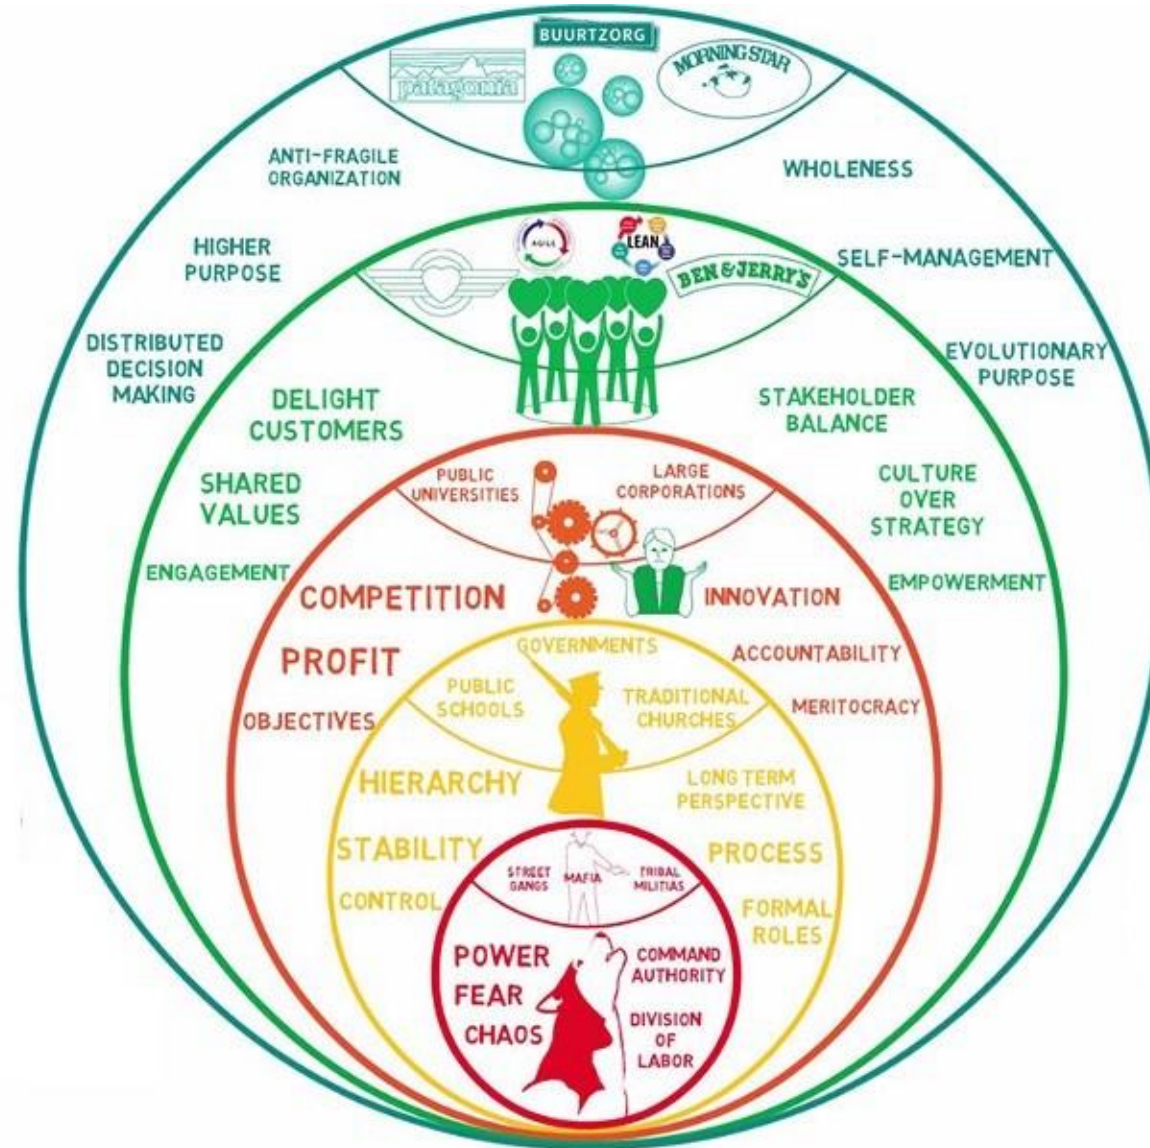 BUURTZORG
patagonia
MORNING STAR
ANTI-FRAGILE
ORGANIZATION
WHOLENESS
HIGHER
PURPOSE
SELF-MANAGEMENT
DISTRIBUTED
DECISION
MAKING
EVOLUTIONARY
PURPOSE
AGILE
LEAN
BEN & JERRY'S
DELIGHT
CUSTOMERS
STAKEHOLDER
BALANCE
SHARED
VALUES
CULTURE
OVER
STRATEGY
ENGAGEMENT
EMPOWERMENT
PUBLIC
UNIVERSITIES
LARGE
CORPORATIONS
COMPETITION
INNOVATION
PROFIT
ACCOUNTABILITY
OBJECTIVES
MERITOCRACY
GOVERNMENTS
PUBLIC
SCHOOLS
TRADITIONAL
CHURCHES
HIERARCHY
LONG TERM
PERSPECTIVE
STABILITY
PROCESS
CONTROL
FORMAL
ROLES
STREET
GANGS
MAFIA
TRIBAL
MILITIAS
POWER
FEAR
CHAOS
COMMAND
AUTHORITY
DIVISION
OF
LABOR